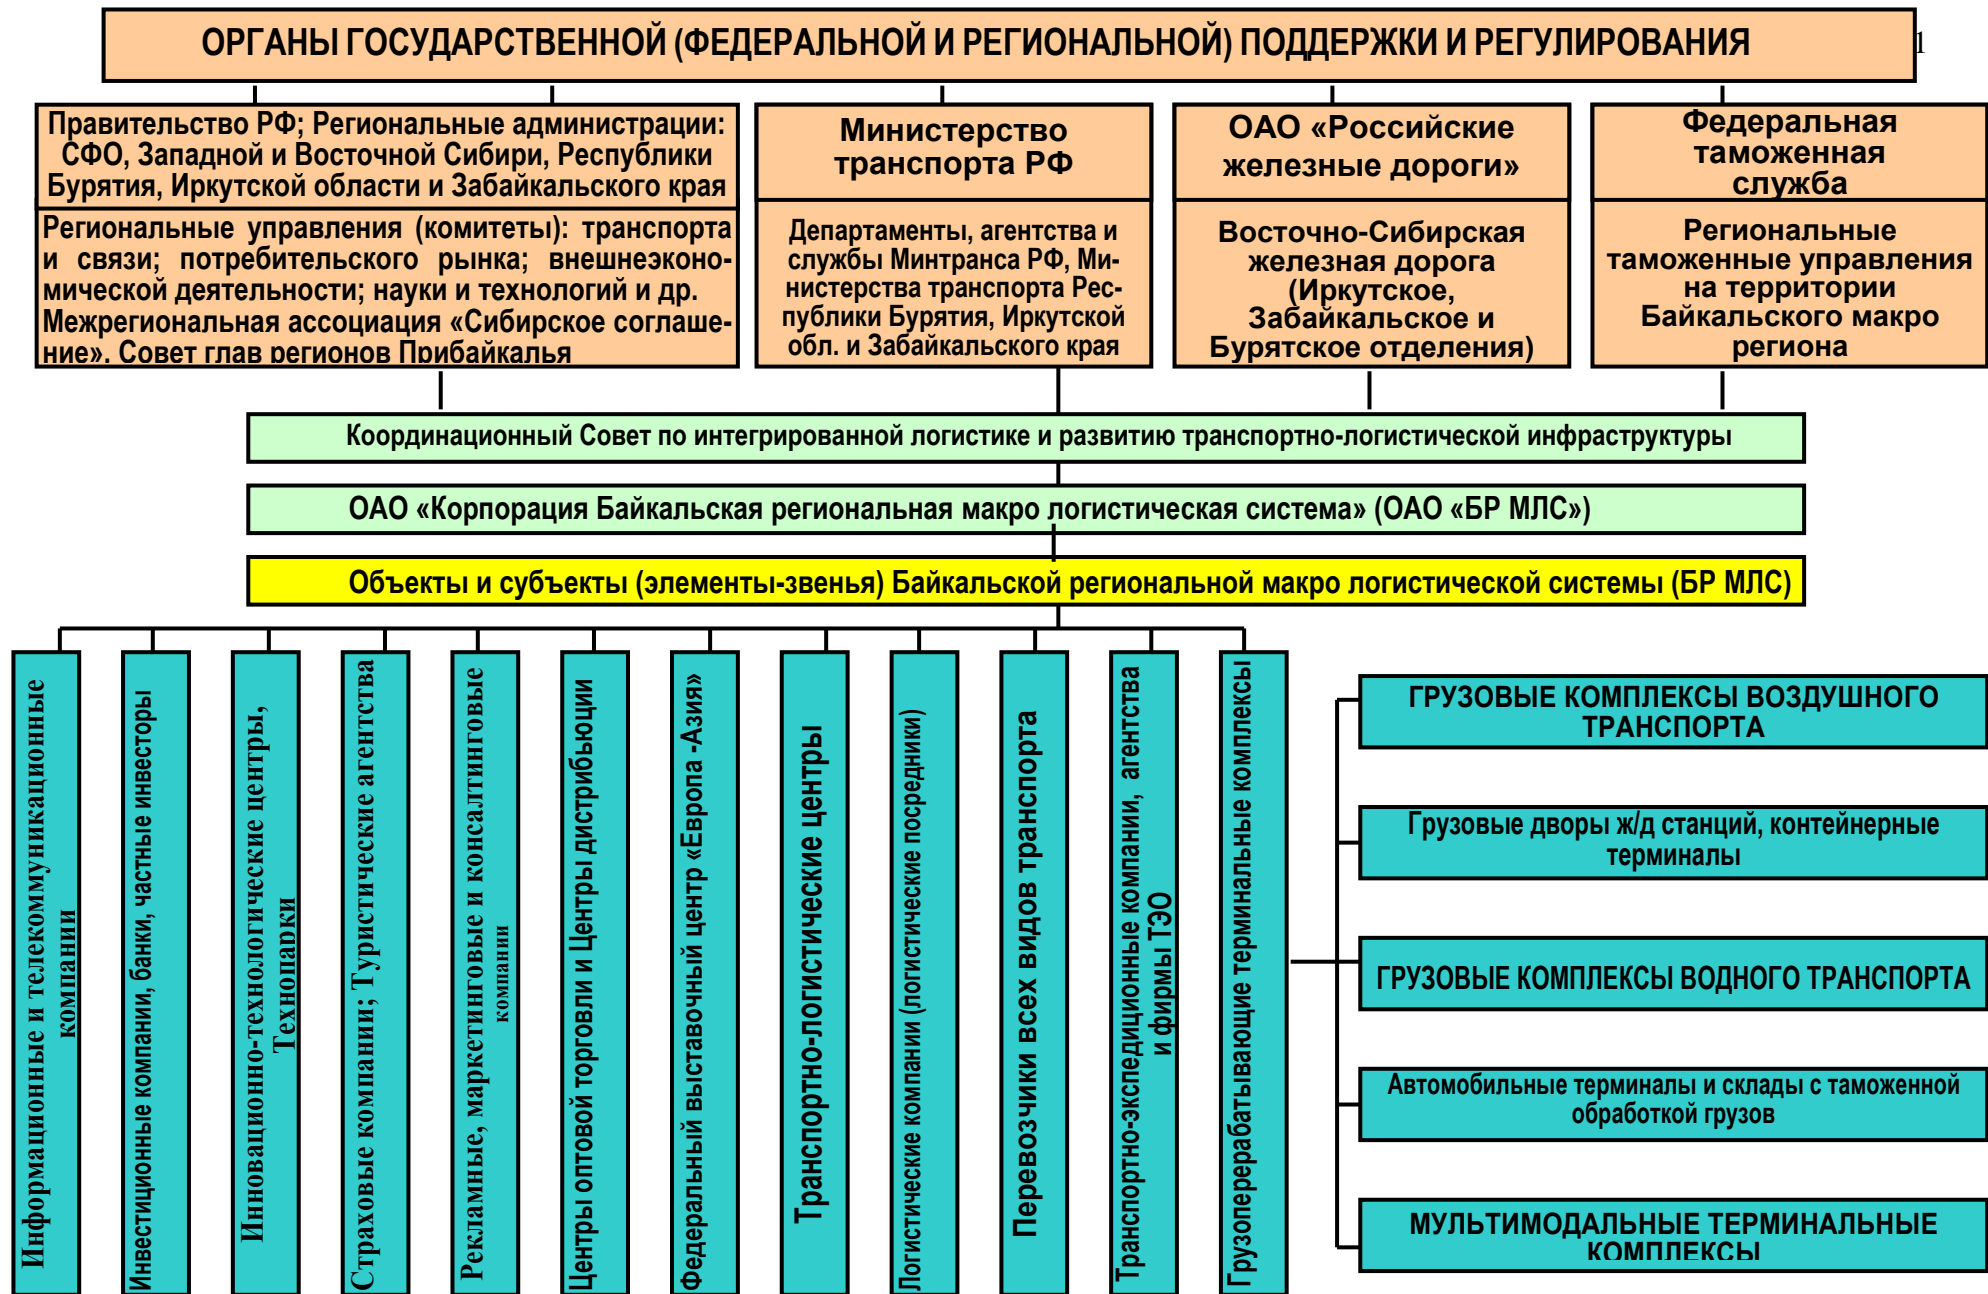 ОРГАНЫ ГОСУДАРСТВЕННОЙ (ФЕДЕРАЛЬНОЙ И РЕГИОНАЛЬНОЙ) ПОДДЕРЖКИ И РЕГУЛИРОВАНИЯ
1
Правительство РФ; Региональные администрации:
СФО, Западной и Восточной Сибири, Республики
Бурятия, Иркутской области и Забайкальского края
Региональные управления (комитеты): транспорта
и связи; потребительского рынка; внешнеэконо-
мической деятельности; науки и технологий и др.
Межрегиональная ассоциация «Сибирское соглаше-
ние». Совет глав регионов Прибайкалья
Министерство
транспорта РФ
Департаменты, агентства и
службы Минтранса РФ, Ми-
нистерства транспорта Рес-
публики Бурятия, Иркутской
обл. и Забайкальского края
ОАО «Российские
железные дороги»
Восточно-Сибирская
железная дорога
(Иркутское,
Забайкальское и
Бурятское отделения)
Федеральная
таможенная
служба
Региональные
таможенные управления
на территории
Байкальского макро
региона
Координационный Совет по интегрированной логистике и развитию транспортно-логистической инфраструктуры
ОАО «Корпорация Байкальская региональная макро логистическая система» (ОАО «БР МЛС»)
Объекты и субъекты (элементы-звенья) Байкальской региональной макро логистической системы (БР МЛС)
Информационные и телекоммуникационные
компании
Инвестиционные компании, банки, частные инвесторы
Инновационно-технологические центры,
Технопарки
Страховые компании; Туристические агентства
Рекламные, маркетинговые и консалтинговые
компании
Центры оптовой торговли и Центры дистрибьюции
Федеральный выставочный центр «Европа -Азия»
Транспортно-логистические центры
Логистические компании (логистические посредники)
Перевозчики всех видов транспорта
Транспортно-экспедиционные компании, агентства
и фирмы ТЭО
Грузоперерабатывающие терминальные комплексы
ГРУЗОВЫЕ КОМПЛЕКСЫ ВОЗДУШНОГО
ТРАНСПОРТА
Грузовые дворы ж/д станций, контейнерные
терминалы
ГРУЗОВЫЕ КОМПЛЕКСЫ ВОДНОГО ТРАНСПОРТА
Автомобильные терминалы и склады с таможенной
обработкой грузов
МУЛЬТИМОДАЛЬНЫЕ ТЕРМИНАЛЬНЫЕ
КОМПЛЕКСЫ